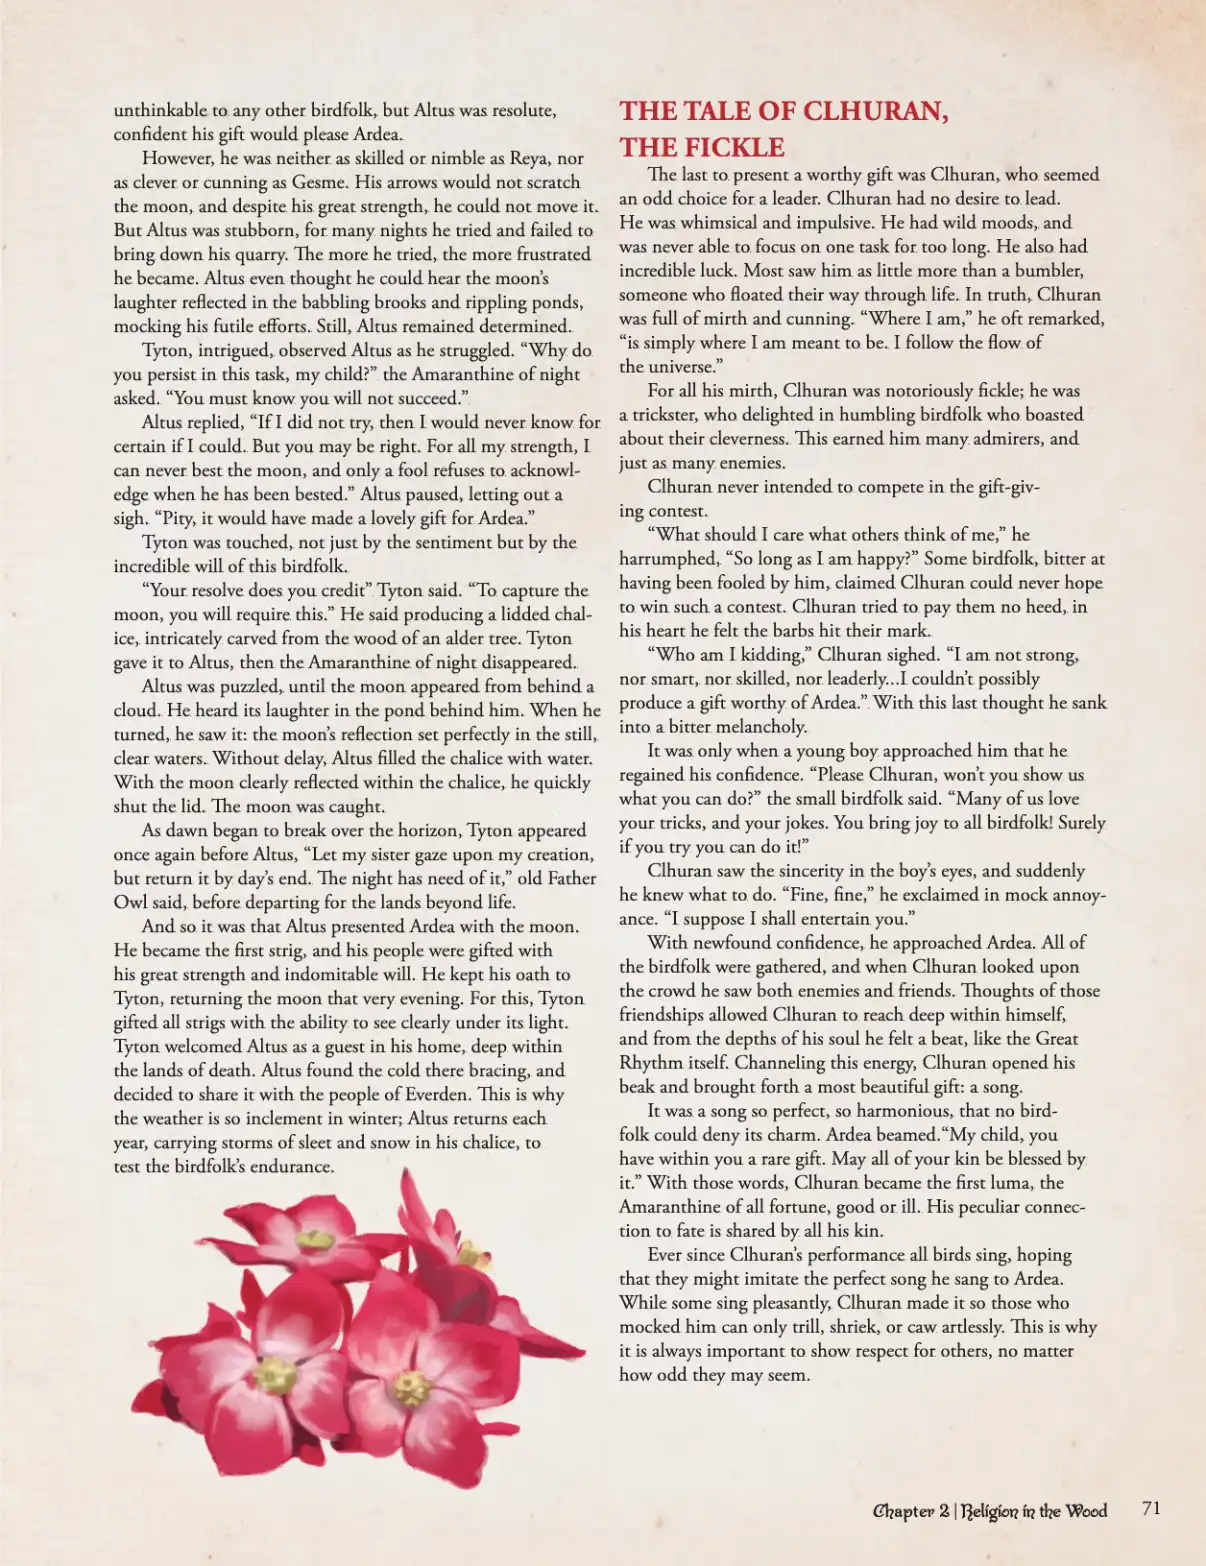 unthinkable to any other birdfolk, but Altus was resolute,
confident his gift would please Ardea.
However, he was neither as skilled or nimble as Reya, nor
as clever or cunning as Gesme. His arrows would not scratch
the moon, and despite his great strength, he could not move it.
But Altus was stubborn, for many nights he tried and failed to
bring down his quarry. The more he tried, the more frustrated
he became. Altus even thought he could hear the moon’s
laughter reflected in the babbling brooks and rippling ponds,
mocking his futile efforts. Still, Altus remained determined.
Tyton, intrigued, observed Altus as he struggled. “Why do
you persist in this task, my child?” the Amaranthine of night
asked. “You must know you will not succeed.”
Altus replied, “If I did not try, then I would never know for
certain if I could. But you may be right. For all my strength, I
can never best the moon, and only a fool refuses to acknowl-
edge when he has been bested.” Altus paused, letting out a
sigh. “Pity, it would have made a lovely gift for Ardea.”
Tyton was touched, not just by the sentiment but by the
incredible will of this birdfolk.
“Your resolve does you credit” Tyton said. “To capture the
moon, you will require this.” He said producing a lidded chal-
ice, intricately carved from the wood of an alder tree. Tyton
gave it to Altus, then the Amaranthine of night disappeared.
Altus was puzzled, until the moon appeared from behind a
cloud. He heard its laughter in the pond behind him. When he
turned, he saw it: the moon’s reflection set perfectly in the still,
clear waters. Without delay, Altus filled the chalice with water.
With the moon clearly reflected within the chalice, he quickly
shut the lid. The moon was caught.
As dawn began to break over the horizon, Tyton appeared
once again before Altus, “Let my sister gaze upon my creation,
but return it by day’s end. The night has need of it,” old Father
Owl said, before departing for the lands beyond life.
And so it was that Altus presented Ardea with the moon.
He became the first strig, and his people were gifted with
his great strength and indomitable will. He kept his oath to
Tyton, returning the moon that very evening. For this, Tyton
gifted all strigs with the ability to see clearly under its light.
Tyton welcomed Altus as a guest in his home, deep within
the lands of death. Altus found the cold there bracing, and
decided to share it with the people of Everden. This is why
the weather is so inclement in winter; Altus returns each
year, carrying storms of sleet and snow in his chalice, to
test the birdfolk’s endurance.
THE TALE OF CLHURAN,
THE FICKLE
The last to present a worthy gift was Clhuran, who seemed
an odd choice for a leader. Clhuran had no desire to lead.
He was whimsical and impulsive. He had wild moods, and
was never able to focus on one task for too long. He also had
incredible luck. Most saw him as little more than a bumbler,
someone who floated their way through life. In truth, Clhuran
was full of mirth and cunning. “Where I am,” he oft remarked,
“is simply where I am meant to be. I follow the flow of
the universe.”
For all his mirth, Clhuran was notoriously fickle; he was
a trickster, who delighted in humbling birdfolk who boasted
about their cleverness. This earned him many admirers, and
just as many enemies.
Clhuran never intended to compete in the gift-giv-
ing contest.
“What should I care what others think of me,” he
harrumphed, “So long as I am happy?” Some birdfolk, bitter at
having been fooled by him, claimed Clhuran could never hope
to win such a contest. Clhuran tried to pay them no heed, in
his heart he felt the barbs hit their mark.
“Who am I kidding,” Clhuran sighed. “I am not strong,
nor smart, nor skilled, nor leaderly...I couldn’t possibly
produce a gift worthy of Ardea.” With this last thought he sank
into a bitter melancholy.
It was only when a young boy approached him that he
regained his confidence. “Please Clhuran, won’t you show us
what you can do?” the small birdfolk said. “Many of us love
your tricks, and your jokes. You bring joy to all birdfolk! Surely
if you try you can do it!”
Clhuran saw the sincerity in the boy’s eyes, and suddenly
he knew what to do. “Fine, fine,” he exclaimed in mock annoy-
ance. “I suppose I shall entertain you.”
With newfound confidence, he approached Ardea. All of
the birdfolk were gathered, and when Clhuran looked upon
the crowd he saw both enemies and friends. Thoughts of those
friendships allowed Clhuran to reach deep within himself,
and from the depths of his soul he felt a beat, like the Great
Rhythm itself. Channeling this energy, Clhuran opened his
beak and brought forth a most beautiful gift: a song.
It was a song so perfect, so harmonious, that no bird-
folk could deny its charm. Ardea beamed.“My child, you
have within you a rare gift. May all of your kin be blessed by
it.” With those words, Clhuran became the first luma, the
Amaranthine of all fortune, good or ill. His peculiar connec-
tion to fate is shared by all his kin.
Ever since Clhuran’s performance all birds sing, hoping
that they might imitate the perfect song he sang to Ardea.
While some sing pleasantly, Clhuran made it so those who
mocked him can only trill, shriek, or caw artlessly. This is why
it is always important to show respect for others, no matter
how odd they may seem.
Chapter 2 | Religion in the Wood 71